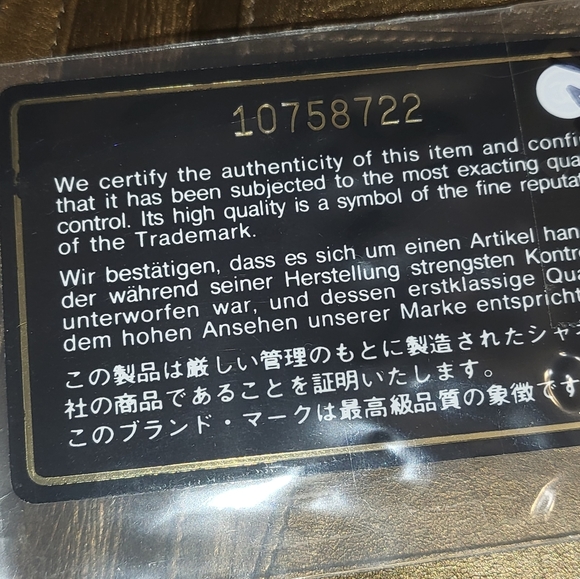 10758722
We certify the authenticity of this item and confi
that it has been subjected to the most exacting qua
control. Its high quality is a symbol of the fine reputat
of the Trademark.
Wir bestätigen, dass es sich um einen Artikel han
der während seiner Herstellung strengsten Kontr
unterworfen war, und dessen erstklassige Qua
dem hohen Ansehen unserer Marke entspricht
この製品は厳しい管理のもとに製造されたシャ
社の商品であることを証明いたします。
このブランド・マークは最高級品質の象徴です